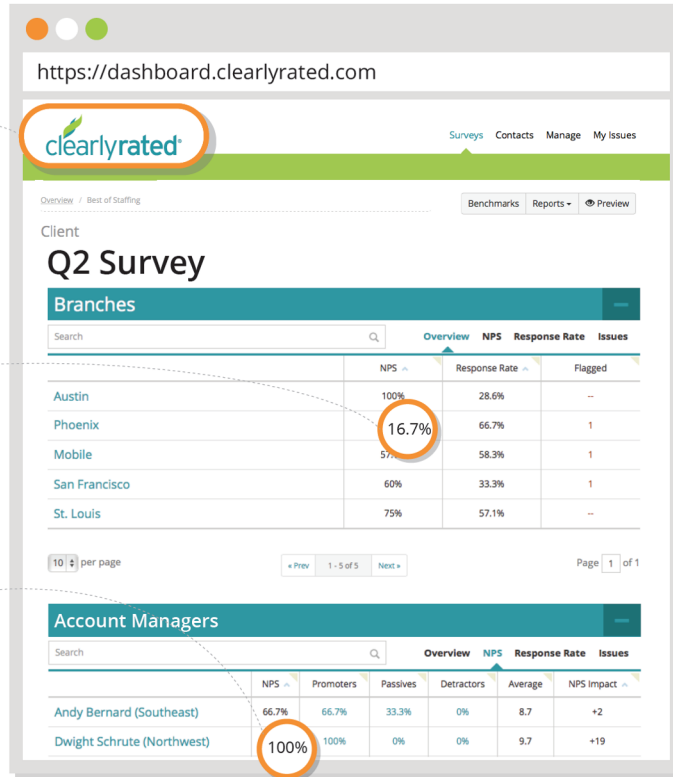 https://dashboard.clearlyrated.com
clearlyrated®
Surveys Contacts Manage My Issues
Overview / Best of Staffing
Benchmarks Reports Preview
Client
Q2 Survey
Branches
Search Overview NPS Response Rate Issues
NPS Response Rate Flagged
Austin 100% 28.6% --
Phoenix 16.7% 66.7% 1
Mobile 58.3% 1
San Francisco 60% 33.3% 1
St. Louis 75% 57.1% --
10 per page « Prev 1 - 5 of 5 Next » Page 1 of 1
Account Managers
Search Overview NPS Response Rate Issues
NPS Promoters Passives Detractors Average NPS Impact
Andy Bernard (Southeast) 66.7% 66.7% 33.3% 0% 8.7 +2
Dwight Schrute (Northwest) 100% 100% 0% 0% 9.7 +19